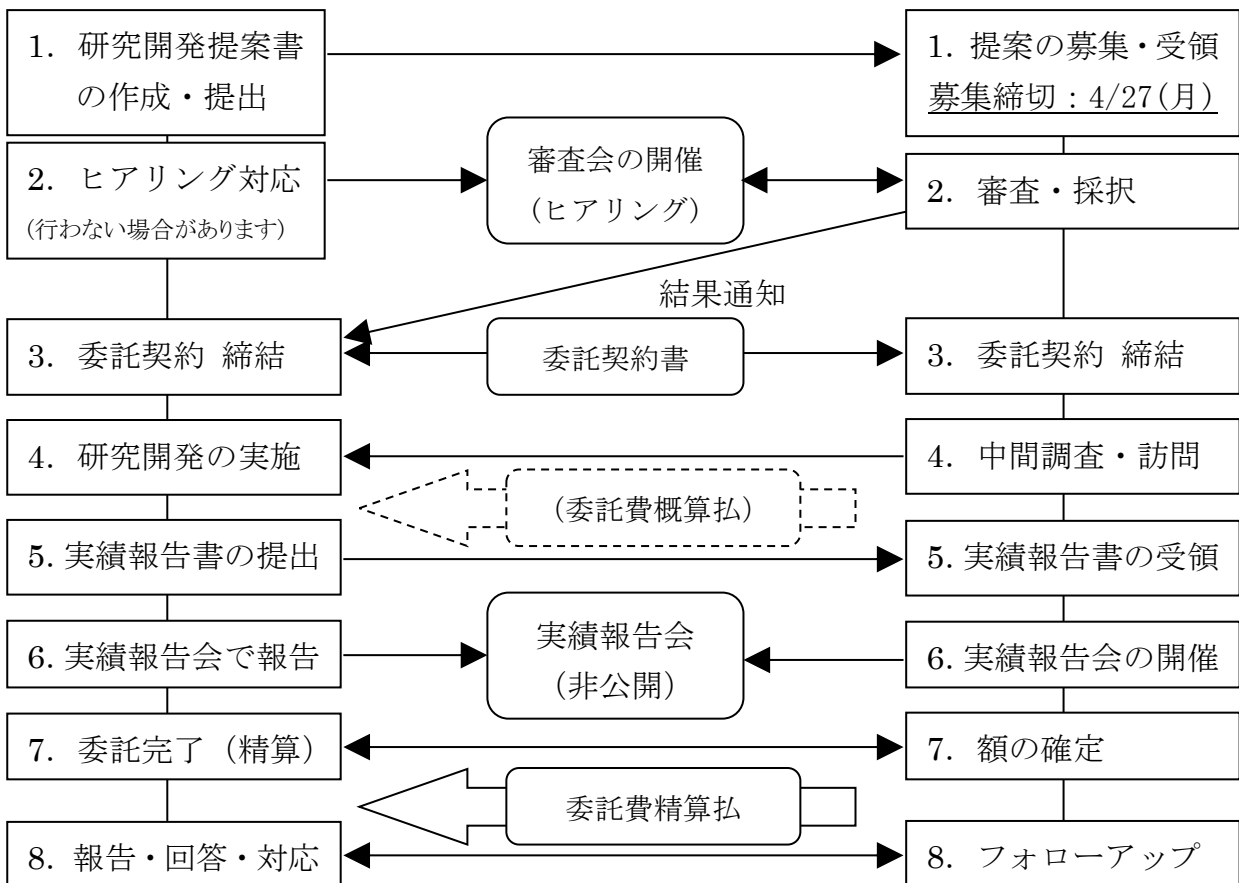 1. 研究開発提案書
の作成・提出
1. 提案の募集・受領
募集締切：4/27(月)
2. ヒアリング対応
(行わない場合があります)
審査会の開催
(ヒアリング)
2. 審査・採択
結果通知
3. 委託契約 締結
委託契約書
3. 委託契約 締結
4. 研究開発の実施
4. 中間調査・訪問
(委託費概算払)
5. 実績報告書の提出
5. 実績報告書の受領
6. 実績報告会で報告
実績報告会
(非公開)
6. 実績報告会の開催
7. 委託完了（精算）
7. 額の確定
委託費精算払
8. 報告・回答・対応
8. フォローアップ